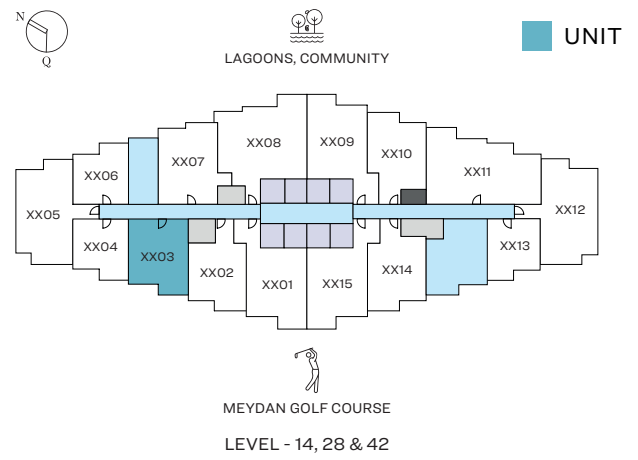 N
Q
LAGOONS, COMMUNITY
UNIT
XX08
XX09
XX07
XX10
XX06
XX11
XX05
XX12
XX04
XX03
XX02
XX01
XX15
XX14
XX13
MEYDAN GOLF COURSE
LEVEL - 14, 28 & 42